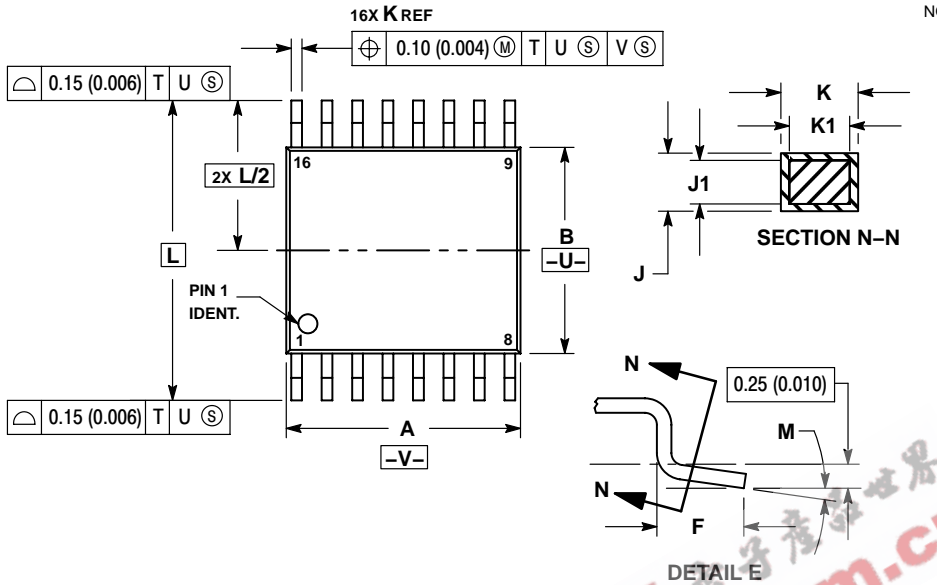 16X K REF
NO
⌖ 0.10 (0.004) Ⓜ T U Ⓢ V Ⓢ
⌓ 0.15 (0.006) T U Ⓢ
K
K1
16
9
2X L/2
J1
SECTION N–N
L
B
–U–
J
PIN 1
IDENT.
1
8
N
0.25 (0.010)
⌓ 0.15 (0.006) T U Ⓢ
A
–V–
M
N
F
DETAIL E